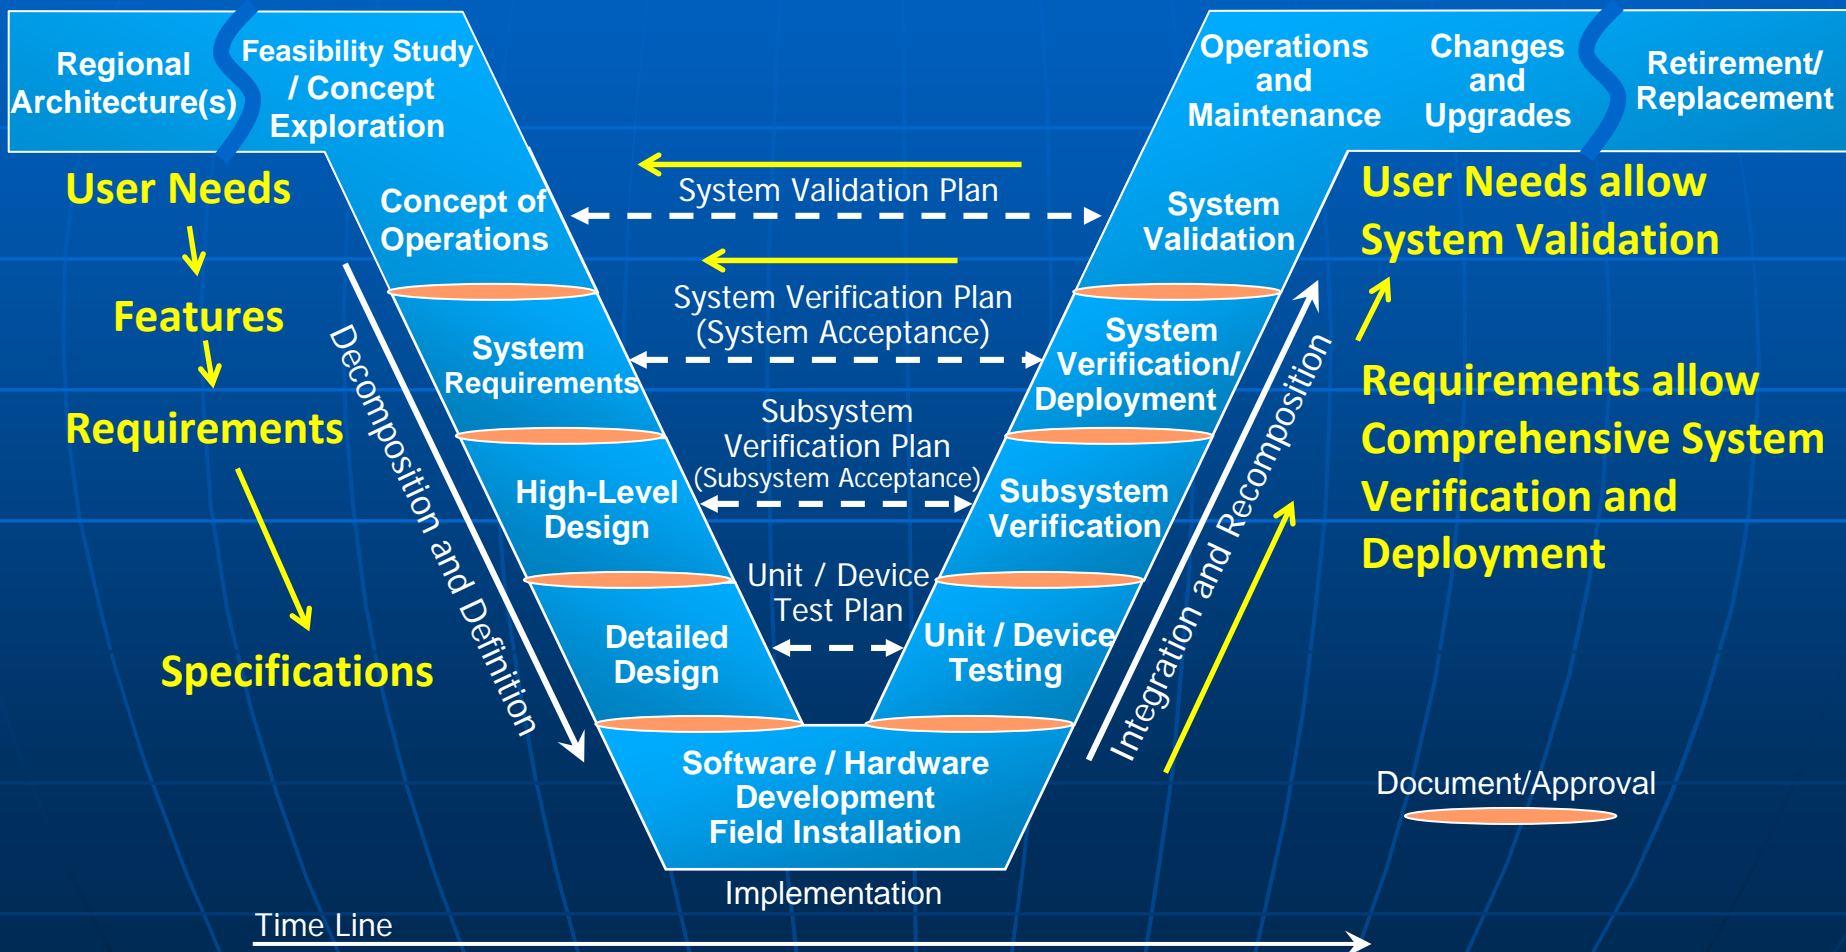 Regional
Architecture(s)
Feasibility Study
/ Concept
Exploration
Operations
and
Maintenance
Changes
and
Upgrades
Retirement/
Replacement
User Needs
Features
Requirements
Specifications
Decomposition and Definition
Concept of
Operations
System
Requirements
High-Level
Design
Detailed
Design
Software / Hardware
Development
Field Installation
Implementation
System Validation Plan
System Verification Plan
(System Acceptance)
Subsystem
Verification Plan
(Subsystem Acceptance)
Unit / Device
Test Plan
System
Validation
System
Verification/
Deployment
Subsystem
Verification
Unit / Device
Testing
Integration and Recomposition
User Needs allow
System Validation
Requirements allow
Comprehensive System
Verification and
Deployment
Document/Approval
Time Line